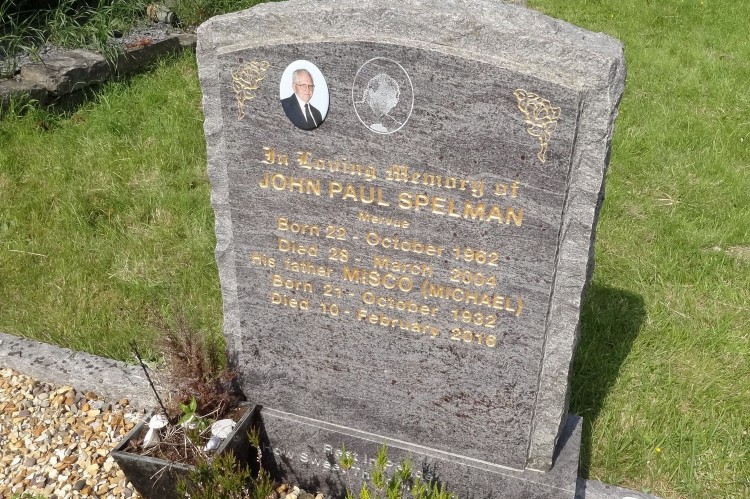 In Loving Memory of
JOHN PAUL SPELMAN
Mervue
Born 22 - October 1962
Died 28 - March 2004
His father MISCO (MICHAEL)
Born 21 - October 1932
Died 10 - February 2016